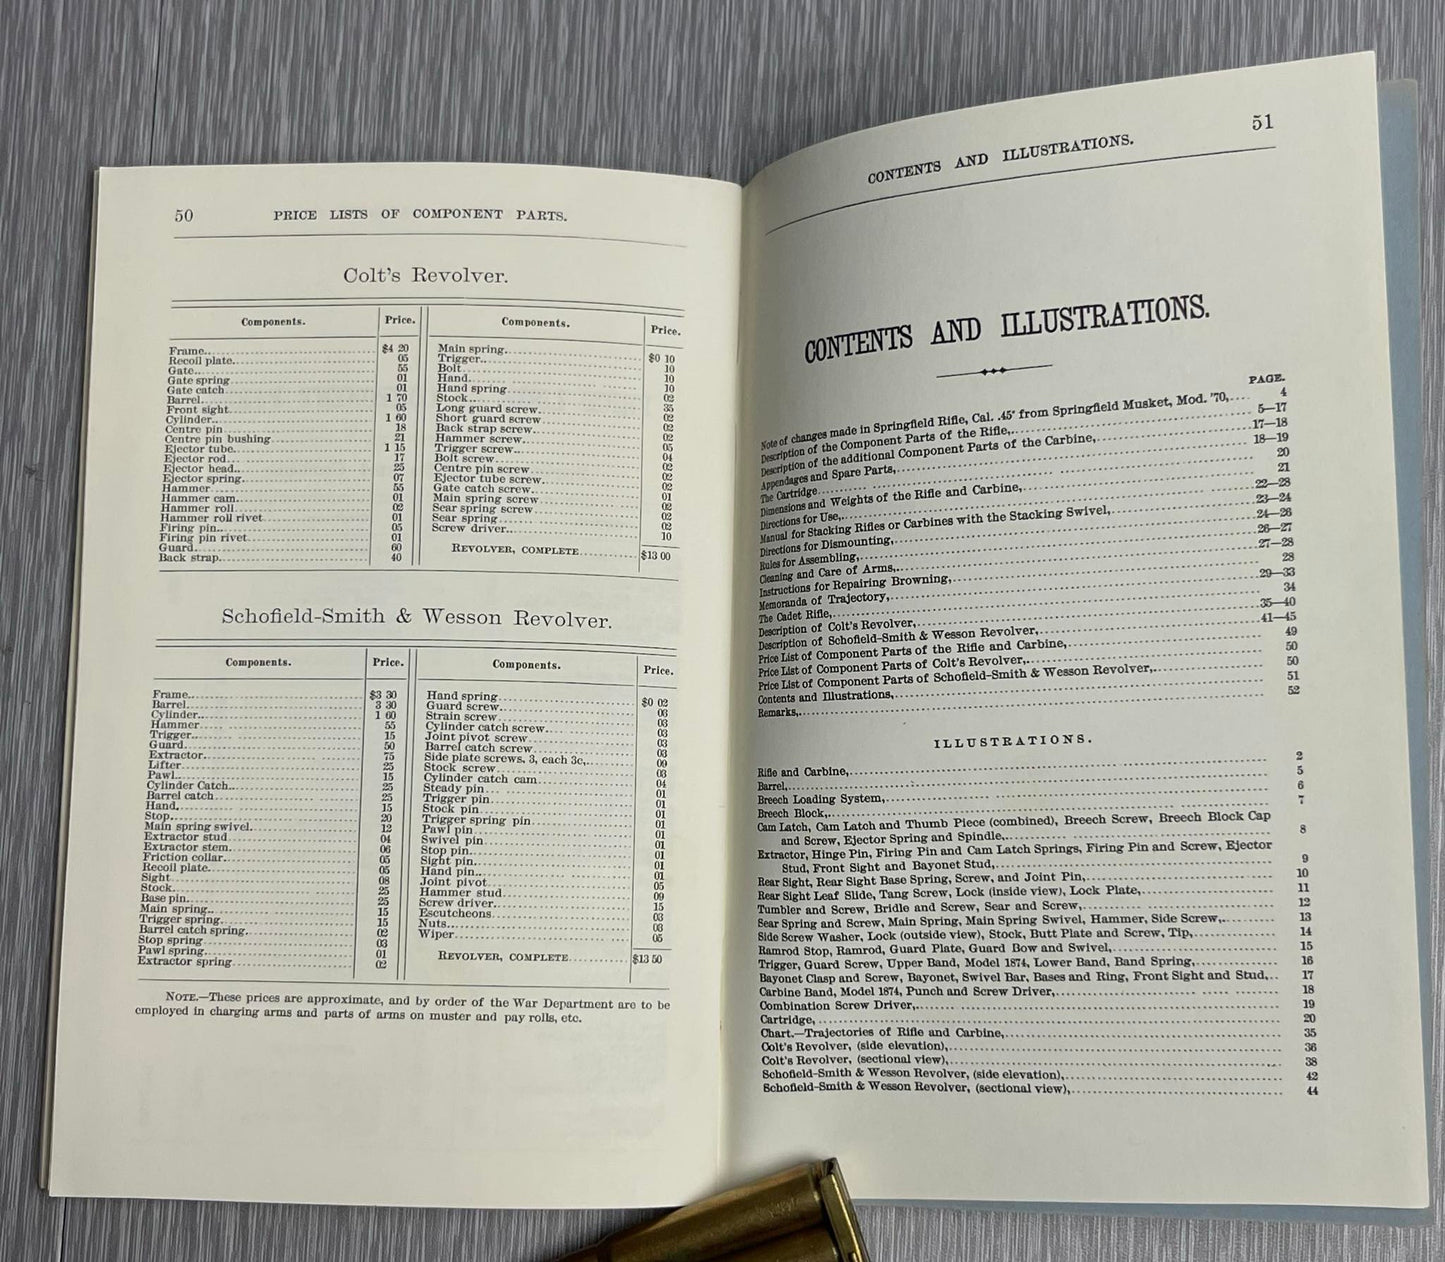 50 PRICE LISTS OF COMPONENT PARTS.
Colt's Revolver.
Components. Price. Components. Price.
Frame $4 20
Recoil plate 05
Gate 55
Gate spring 01
Gate catch 01
Barrel 1 70
Front sight 05
Cylinder 1 60
Centre pin 18
Centre pin bushing 21
Ejector tube 1 15
Ejector rod 17
Ejector head 25
Ejector spring 07
Hammer 55
Hammer cam 01
Hammer roll 02
Hammer roll rivet 01
Firing pin 05
Firing pin rivet 01
Guard 60
Back strap 40
Main spring $0 10
Trigger 10
Bolt 10
Hand 10
Hand spring 02
Stock 35
Long guard screw 02
Short guard screw 02
Back strap screw 02
Hammer screw 05
Trigger screw 04
Bolt screw 02
Centre pin screw 02
Ejector tube screw 02
Gate catch screw 01
Main spring screw 02
Sear spring screw 02
Sear spring 02
Screw driver 10
REVOLVER, COMPLETE $13 00
Schofield-Smith & Wesson Revolver.
Components. Price. Components. Price.
Frame $3 30
Barrel 3 30
Cylinder 1 60
Hammer 55
Trigger 15
Guard 50
Extractor 75
Lifter 25
Pawl 15
Cylinder Catch 25
Barrel catch 25
Hand 15
Stop 20
Main spring swivel 12
Extractor stud 04
Extractor stem 06
Friction collar 05
Recoil plate 05
Sight 08
Stock 25
Base pin 25
Main spring 15
Trigger spring 15
Barrel catch spring 02
Stop spring 03
Pawl spring 01
Extractor spring 02
Hand spring $0 02
Guard screw 06
Strain screw 03
Cylinder catch screw 03
Joint pivot screw 03
Barrel catch screw 03
Side plate screws, 3, each 3c, 09
Stock screw 03
Cylinder catch cam 04
Steady pin 01
Trigger pin 01
Stock pin 01
Trigger spring pin 01
Pawl pin 01
Swivel pin 01
Stop pin 01
Sight pin 01
Hand pin 01
Joint pivot 05
Hammer stud 09
Screw driver 15
Escutcheons 03
Nuts 03
Wiper 05
REVOLVER, COMPLETE $13 50
NOTE.—These prices are approximate, and by order of the War Department are to be
employed in charging arms and parts of arms on muster and pay rolls, etc.
CONTENTS AND ILLUSTRATIONS. 51
CONTENTS AND ILLUSTRATIONS.
PAGE.
Note of changes made in Springfield Rifle, Cal. .45" from Springfield Musket, Mod. '70, 4
Description of the Component Parts of the Rifle, 5—17
Description of the additional Component Parts of the Carbine, 17—18
Appendages and Spare Parts, 18—19
The Cartridge 20
Dimensions and Weights of the Rifle and Carbine, 21
Directions for Use, 22—28
Manual for Stacking Rifles or Carbines with the Stacking Swivel, 23—24
Directions for Dismounting, 24—26
Rules for Assembling, 26—27
Cleaning and Care of Arms, 27—28
Instructions for Repairing Browning, 28
Memoranda of Trajectory, 29—33
The Cadet Rifle, 34
Description of Colt's Revolver, 35—40
Description of Schofield-Smith & Wesson Revolver, 41—45
Price List of Component Parts of the Rifle and Carbine, 49
Price List of Component Parts of Colt's Revolver, 50
Price List of Component Parts of Schofield-Smith & Wesson Revolver, 50
Contents and Illustrations, 51
Remarks, 52
ILLUSTRATIONS.
Rifle and Carbine, 2
Barrel, 5
Breech Loading System, 6
Breech Block, 7
Cam Latch, Cam Latch and Thumb Piece (combined), Breech Screw, Breech Block Cap
and Screw, Ejector Spring and Spindle, 8
Extractor, Hinge Pin, Firing Pin and Cam Latch Springs, Firing Pin and Screw, Ejector
Stud, Front Sight and Bayonet Stud, 9
Rear Sight, Rear Sight Base Spring, Screw, and Joint Pin, 10
Rear Sight Leaf Slide, Tang Screw, Lock (inside view), Lock Plate, 11
Tumbler and Screw, Bridle and Screw, Sear and Screw, 12
Sear Spring and Screw, Main Spring, Main Spring Swivel, Hammer, Side Screw, 13
Side Screw Washer, Lock (outside view), Stock, Butt Plate and Screw, Tip, 14
Ramrod Stop, Ramrod, Guard Plate, Guard Bow and Swivel, 15
Trigger, Guard Screw, Upper Band, Model 1874, Lower Band, Band Spring, 16
Bayonet Clasp and Screw, Bayonet, Swivel Bar, Bases and Ring, Front Sight and Stud, 17
Carbine Band, Model 1874, Punch and Screw Driver, 18
Combination Screw Driver, 19
Cartridge, 20
Chart.—Trajectories of Rifle and Carbine, 35
Colt's Revolver, (side elevation), 36
Colt's Revolver, (sectional view), 38
Schofield-Smith & Wesson Revolver, (side elevation), 42
Schofield-Smith & Wesson Revolver, (sectional view), 44